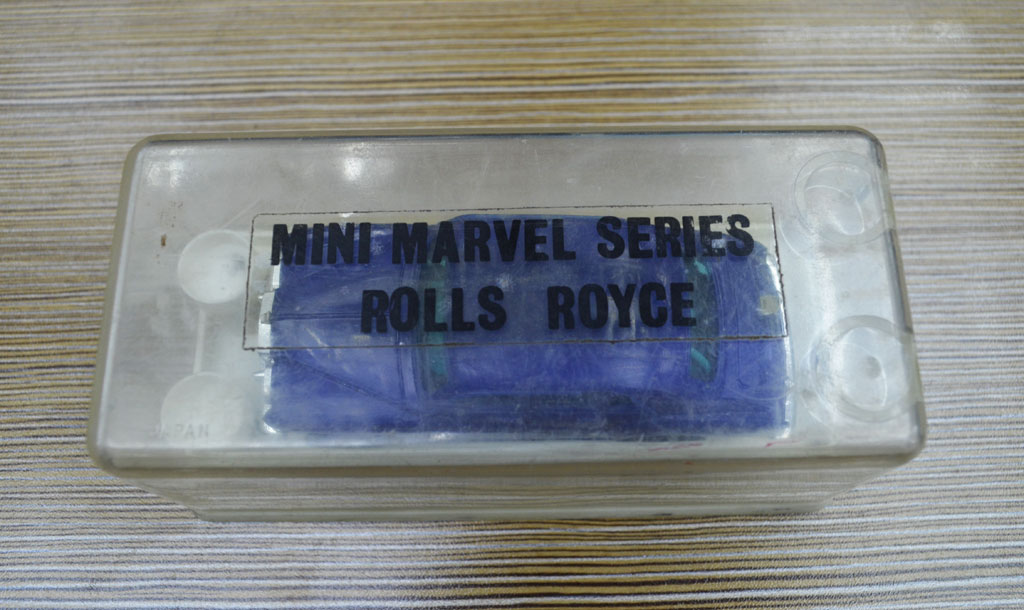 MINI MARVEL SERIES
ROLLS ROYCE
JAPAN